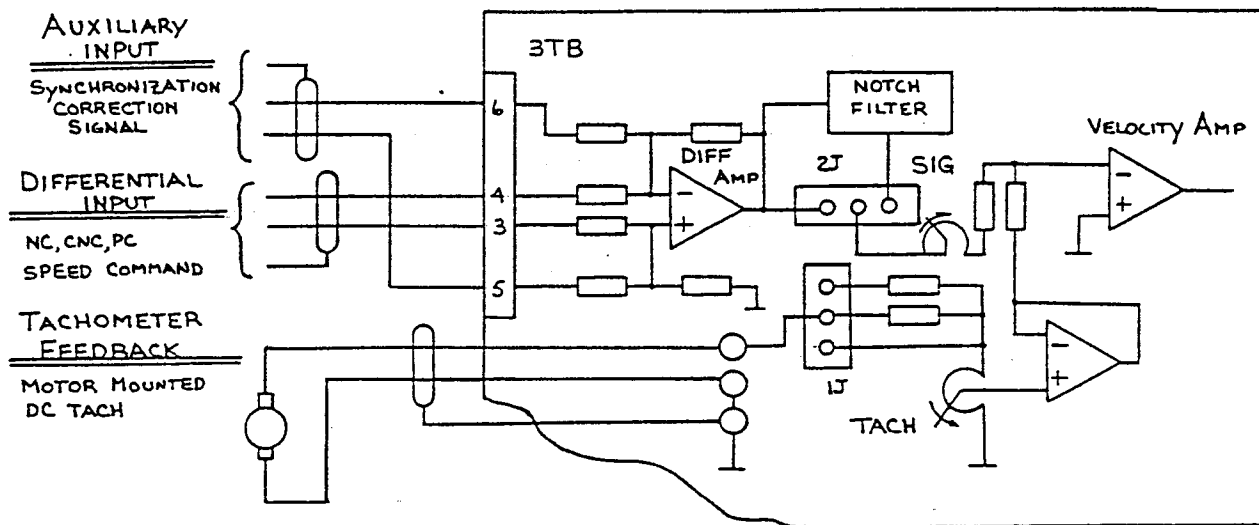 AUXILIARY
INPUT
SYNCHRONIZATION
CORRECTION
SIGNAL
DIFFERENTIAL
INPUT
NC, CNC, PC
SPEED COMMAND
TACHOMETER
FEEDBACK
MOTOR MOUNTED
DC TACH
3TB
6
4
3
5
DIFF
AMP
-
+
NOTCH
FILTER
2J
SIG
1J
TACH
-
+
VELOCITY AMP
-
+